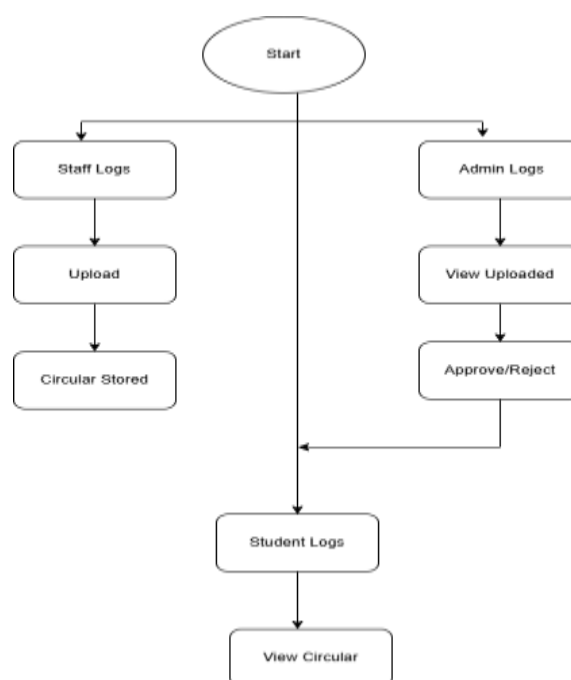 Start
Staff Logs
Admin Logs
Upload
View Uploaded
Circular Stored
Approve/Reject
Student Logs
View Circular